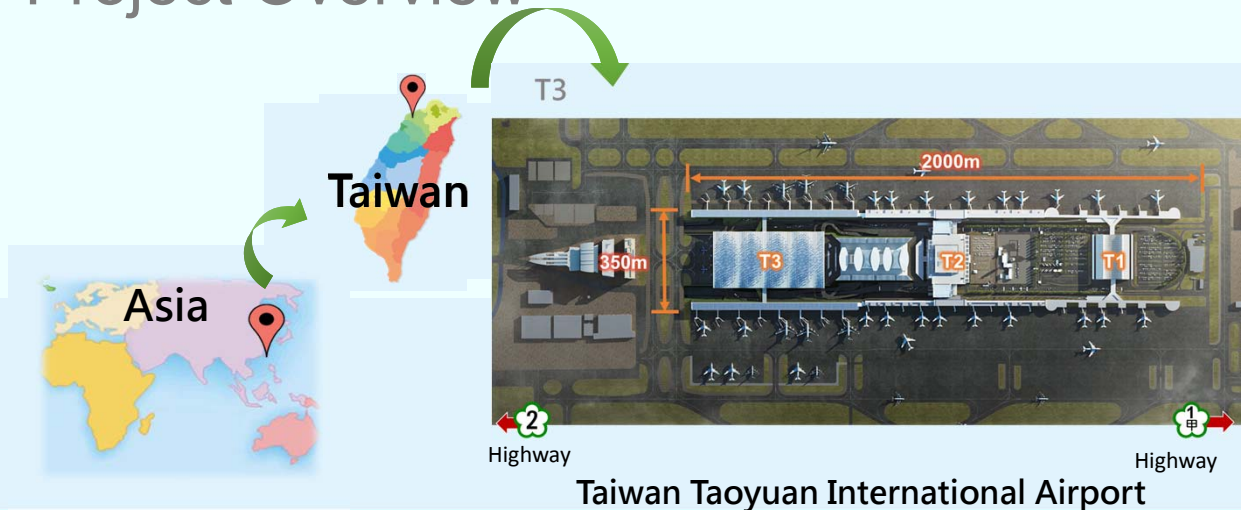 Project Overview
T3
Taiwan
Asia
2000m
350m
T3
T2
T1
2
Highway
1
甲
Highway
Taiwan Taoyuan International Airport